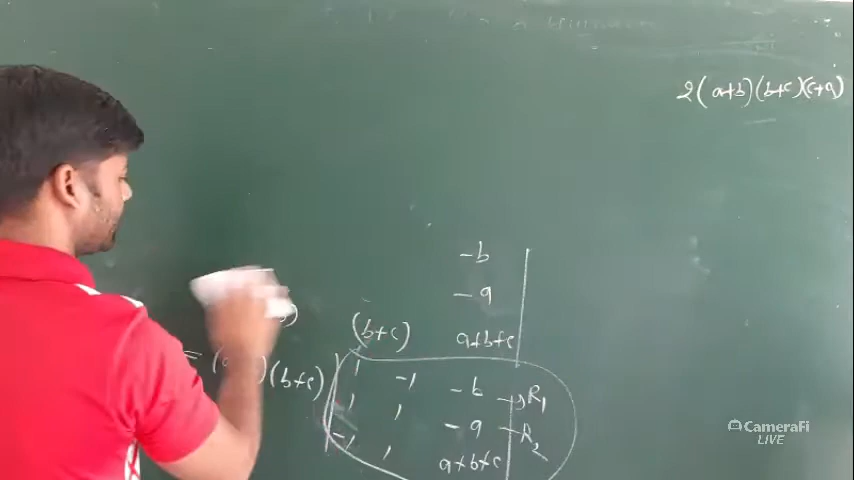 2(a+b)(b+c)(c+a)
-b
-a
(b+c) a+b+c
= (b+c) 1 -1 -b → R1
1 1 -a → R2
-1 1 a+b+c
CameraFi
LIVE